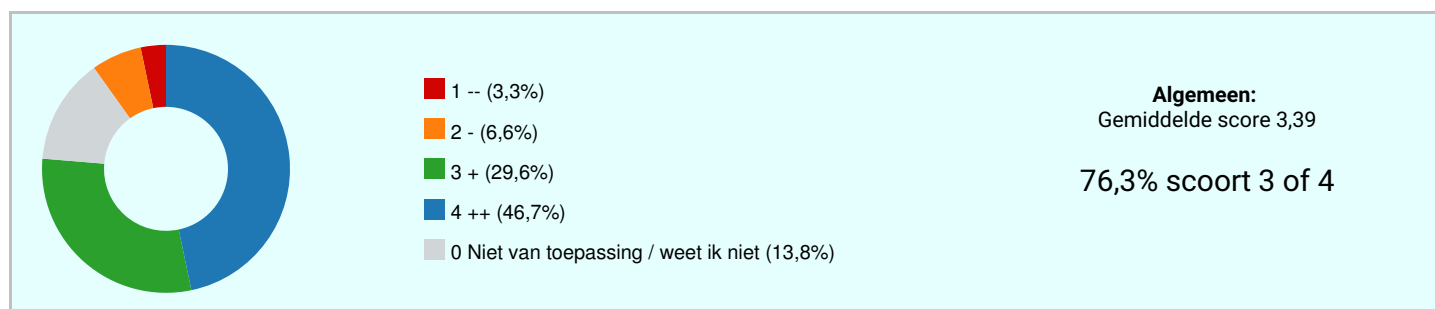 1 -- (3,3%)
2 - (6,6%)
3 + (29,6%)
4 ++ (46,7%)
0 Niet van toepassing / weet ik niet (13,8%)
Algemeen:
Gemiddelde score 3,39
76,3% scoort 3 of 4